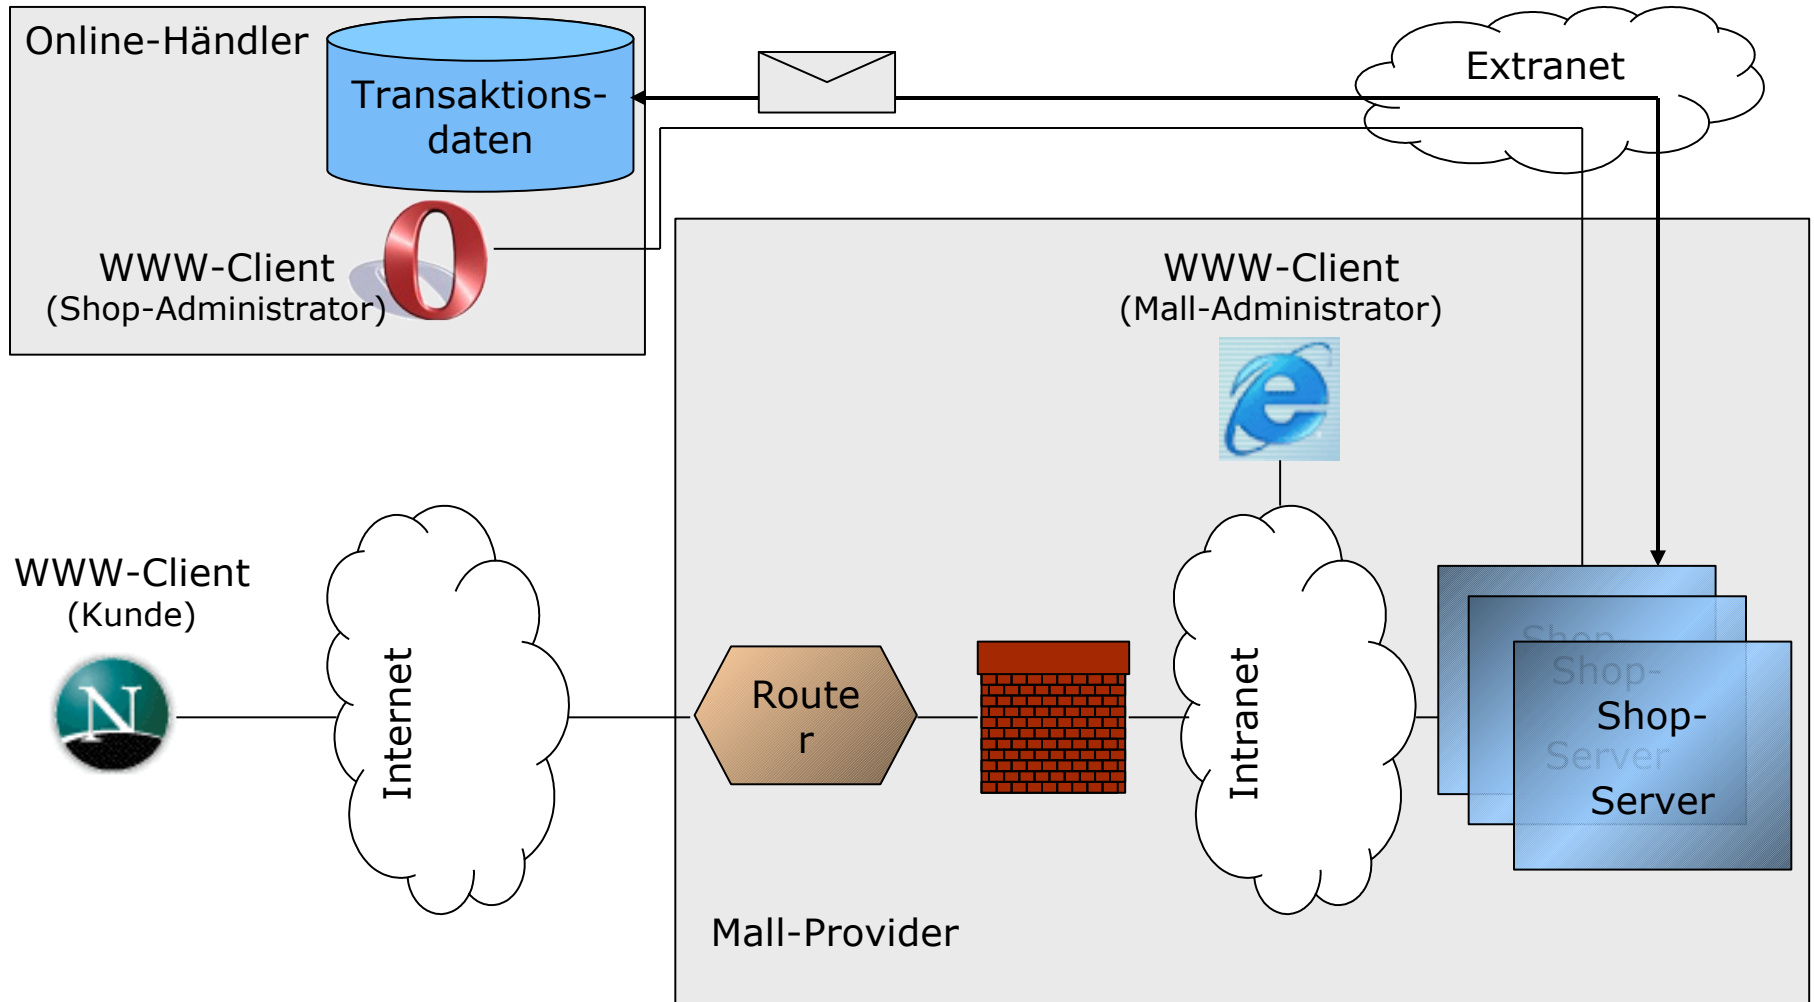 Online-Händler
Transaktions-
daten
Extranet
WWW-Client
(Shop-Administrator)
WWW-Client
(Mall-Administrator)
WWW-Client
(Kunde)
N
Internet
Route
r
Intranet
Shop-
Shop-
Shop-
Server
Server
Mall-Provider